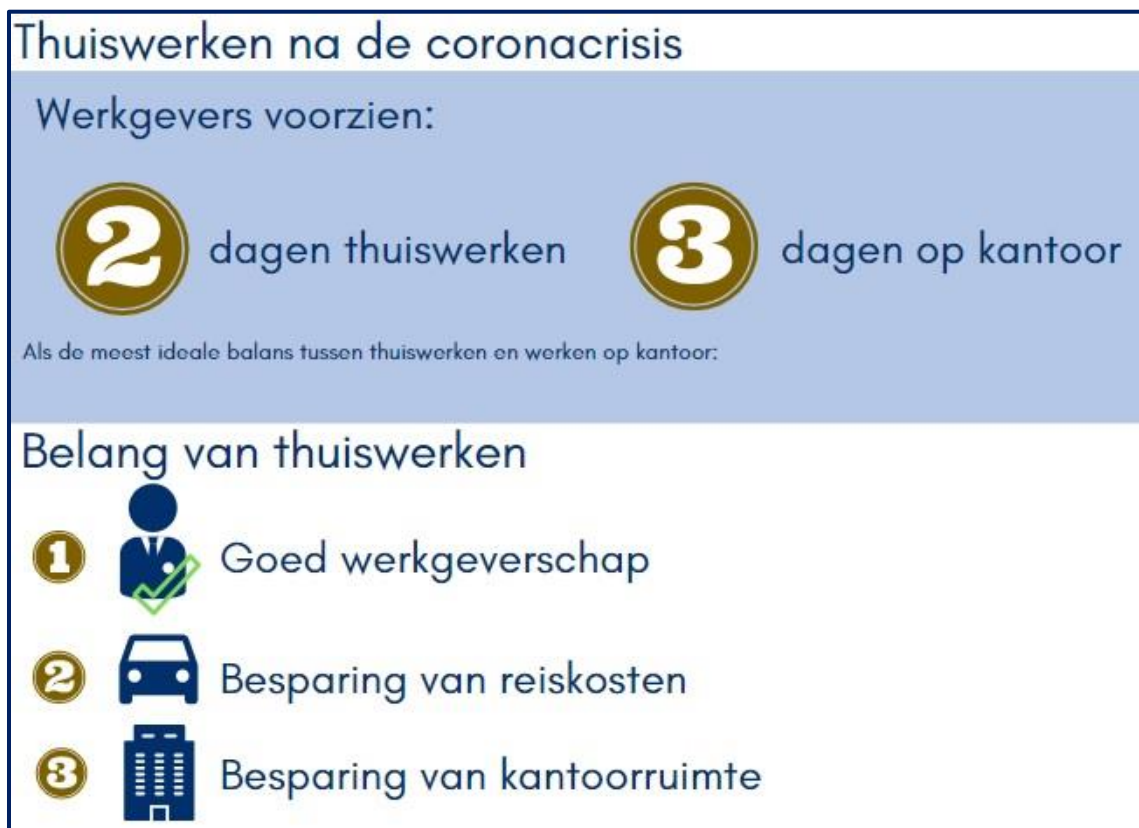 Thuiswerken na de coronacrisis
Werkgevers voorzien:
2 dagen thuiswerken 3 dagen op kantoor
Als de meest ideale balans tussen thuiswerken en werken op kantoor:
Belang van thuiswerken
1 Goed werkgeverschap
2 Besparing van reiskosten
3 Besparing van kantoorruimte